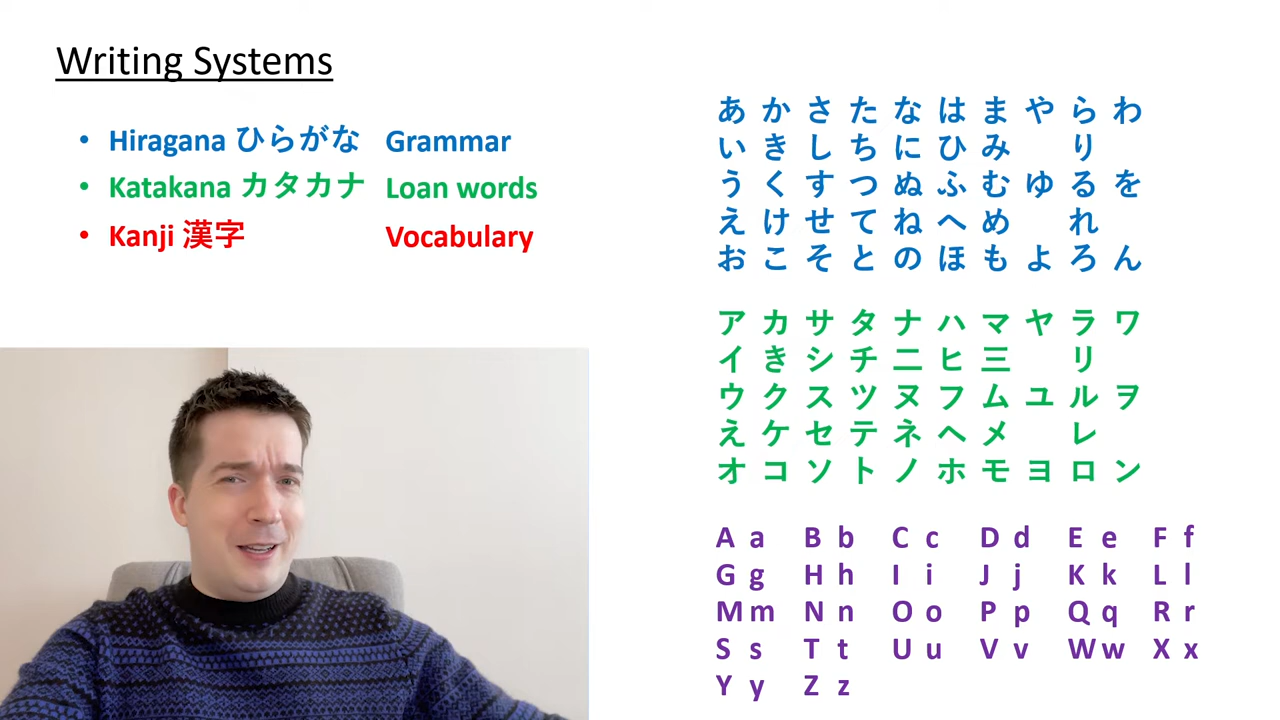 Writing Systems
• Hiragana ひらがな Grammar
• Katakana カタカナ Loan words
• Kanji 漢字 Vocabulary
あ か さ た な は ま や ら わ
い き し ち に ひ み り
う く す つ ぬ ふ む ゆ る を
え け せ て ね へ め れ
お こ そ と の ほ も よ ろ ん
ア カ サ タ ナ ハ マ ヤ ラ ワ
イ き シ チ 二 ヒ 三 リ
ウ ク ス ツ ヌ フ ム ユ ル ヲ
え ケ セ テ ネ ヘ メ レ
オ コ ソ ト ノ ホ モ ヨ ロ ン
A a B b C c D d E e F f
G g H h I i J j K k L l
M m N n O o P p Q q R r
S s T t U u V v W w X x
Y y Z z